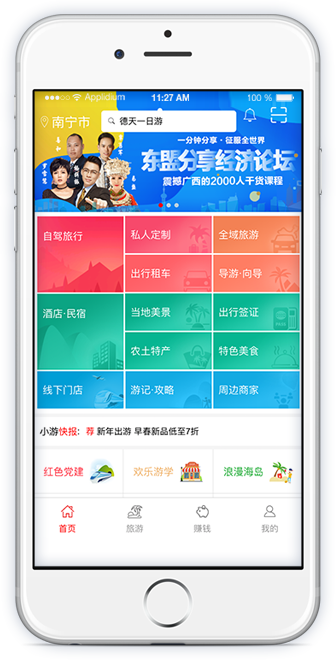 Applidium 11:27 AM 100 %
南宁市 德天一日游
一分钟分享·征服全世界
东盟分享经济论坛
震撼广西的2000人干货课程
自驾旅行 私人定制 全域旅游
出行租车 导游·向导
酒店·民宿 当地美景 出行签证
农土特产 特色美食
线下门店 游记·攻略 周边商家
小游快报: 荐 新年出游 早春新品低至7折
红色党建 欢乐游学 浪漫海岛
首页 旅游 赚钱 我的